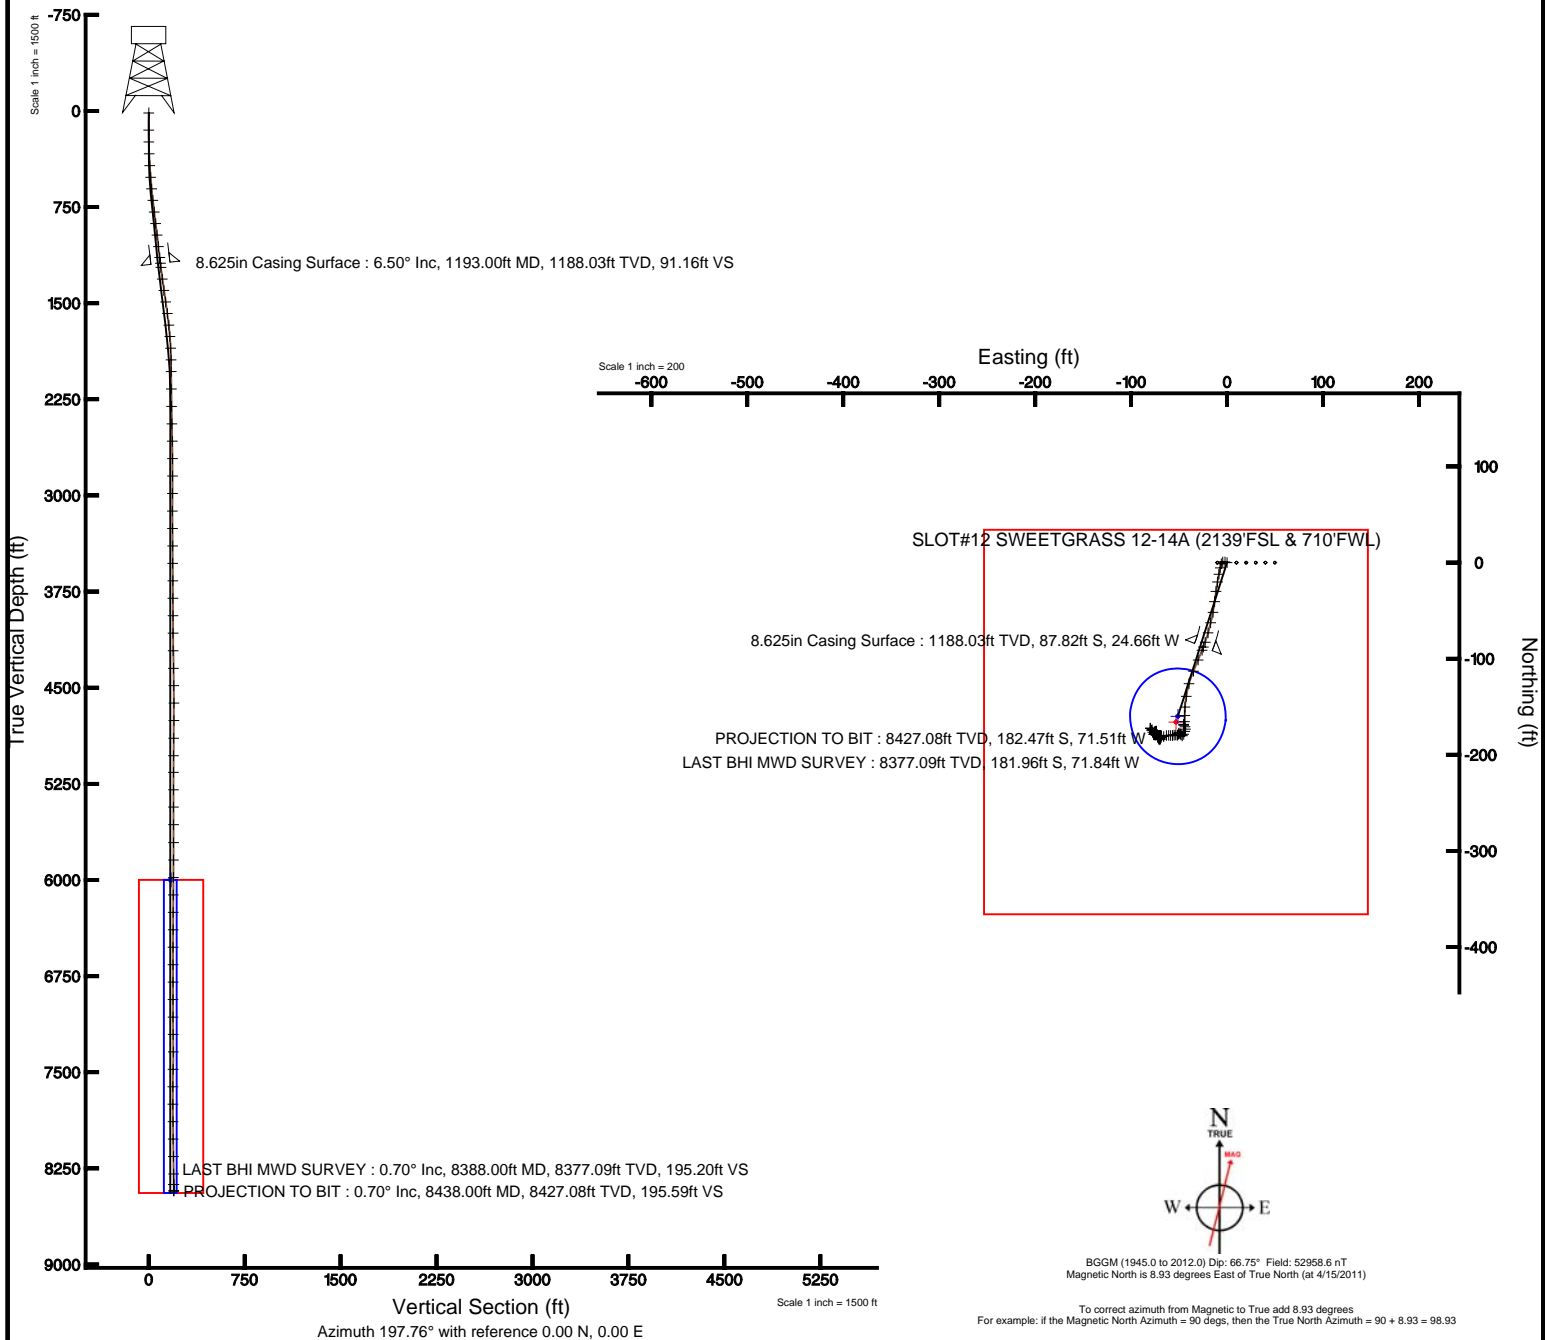 Scale 1 inch = 1500 ft
-750
0
750
1500
2250
3000
3750
4500
5250
6000
6750
7500
8250
9000
True Vertical Depth (ft)
8.625in Casing Surface : 6.50° Inc, 1193.00ft MD, 1188.03ft TVD, 91.16ft VS
LAST BHI MWD SURVEY : 0.70° Inc, 8388.00ft MD, 8377.09ft TVD, 195.20ft VS
PROJECTION TO BIT : 0.70° Inc, 8438.00ft MD, 8427.08ft TVD, 195.59ft VS
0 750 1500 2250 3000 3750 4500 5250
Vertical Section (ft)
Scale 1 inch = 1500 ft
Azimuth 197.76° with reference 0.00 N, 0.00 E
Easting (ft)
Scale 1 inch = 200
-600 -500 -400 -300 -200 -100 0 100 200
100
0
-100
-200
-300
-400
Northing (ft)
SLOT#12 SWEETGRASS 12-14A (2139'FSL & 710'FWL)
8.625in Casing Surface : 1188.03ft TVD, 87.82ft S, 24.66ft W
PROJECTION TO BIT : 8427.08ft TVD, 182.47ft S, 71.51ft W
LAST BHI MWD SURVEY : 8377.09ft TVD, 181.96ft S, 71.84ft W
N
TRUE
MAG
W E
BGGM (1945.0 to 2012.0) Dip: 66.75° Field: 52958.6 nT
Magnetic North is 8.93 degrees East of True North (at 4/15/2011)
To correct azimuth from Magnetic to True add 8.93 degrees
For example: if the Magnetic North Azimuth = 90 degs, then the True North Azimuth = 90 + 8.93 = 98.93